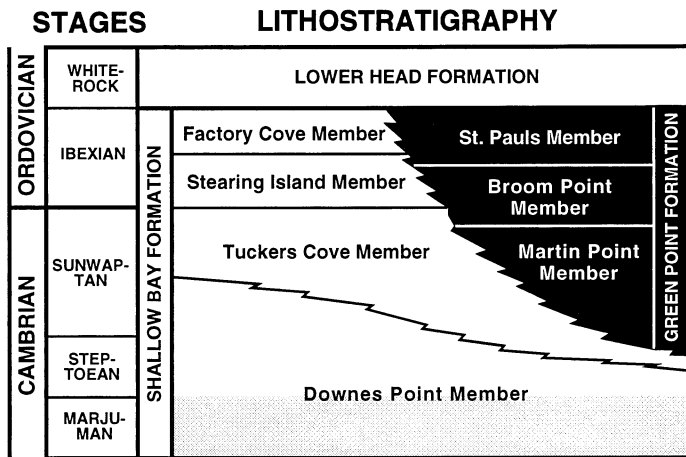 STAGES
LITHOSTRATIGRAPHY
ORDOVICIAN
WHITE-
ROCK
LOWER HEAD FORMATION
IBEXIAN
SHALLOW BAY FORMATION
Factory Cove Member
St. Pauls Member
GREEN POINT FORMATION
Stearing Island Member
Broom Point
Member
CAMBRIAN
SUNWAP-
TAN
Tuckers Cove Member
Martin Point
Member
STEP-
TOEAN
Downes Point Member
MARJU-
MAN